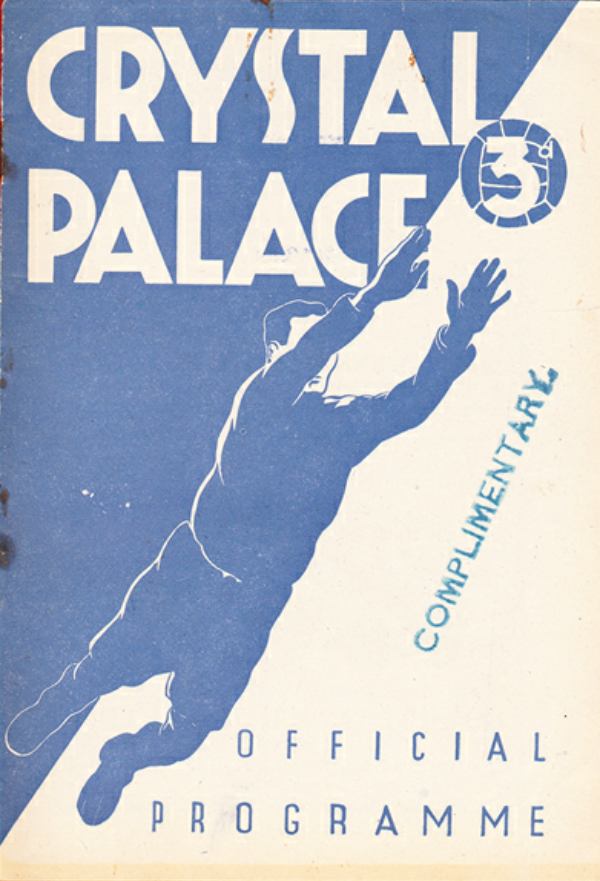 CRYSTAL
PALACE
3d
COMPLIMENTARY.
OFFICIAL
PROGRAMME